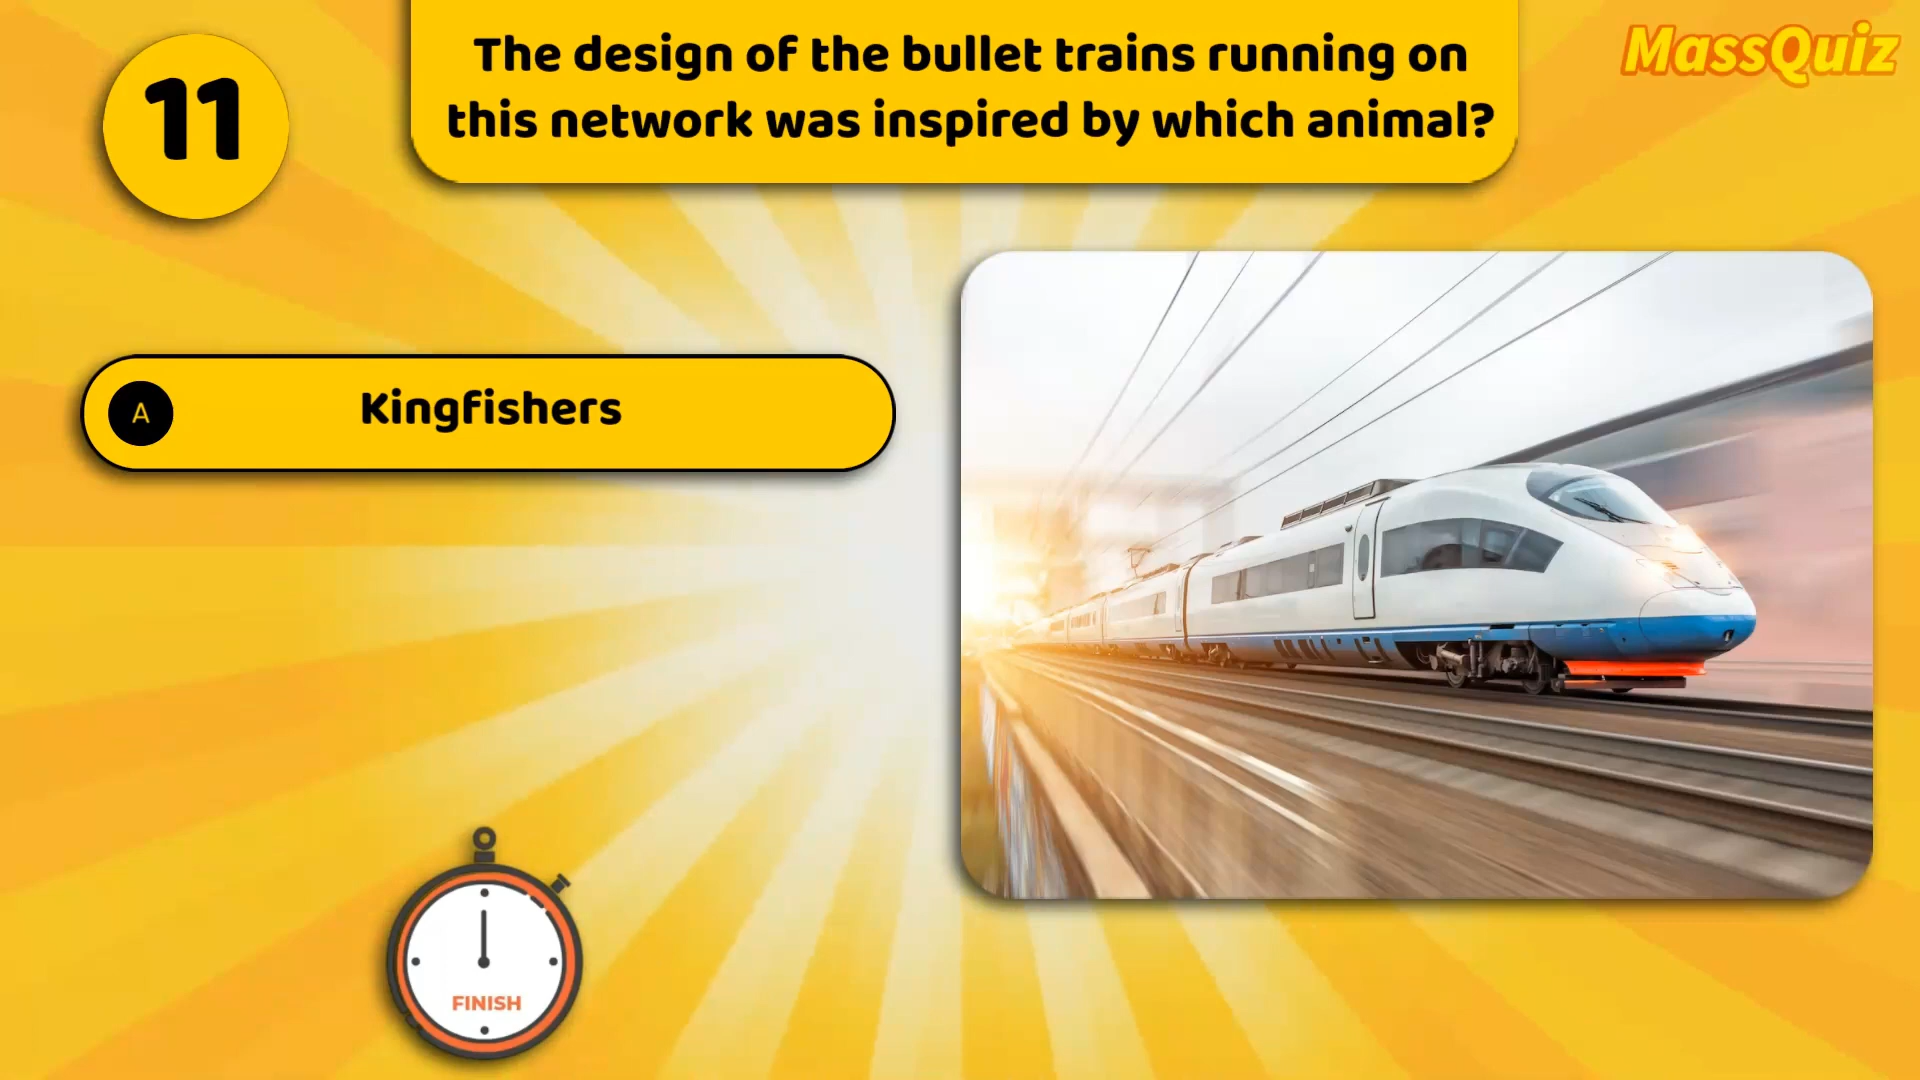 11
The design of the bullet trains running on
this network was inspired by which animal?
MassQuiz
A
Kingfishers
FINISH